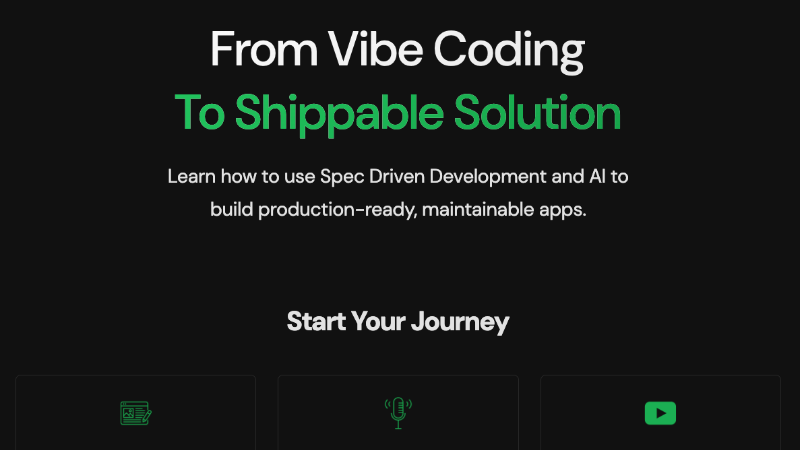 From Vibe Coding
To Shippable Solution
Learn how to use Spec Driven Development and AI to
build production-ready, maintainable apps.
Start Your Journey